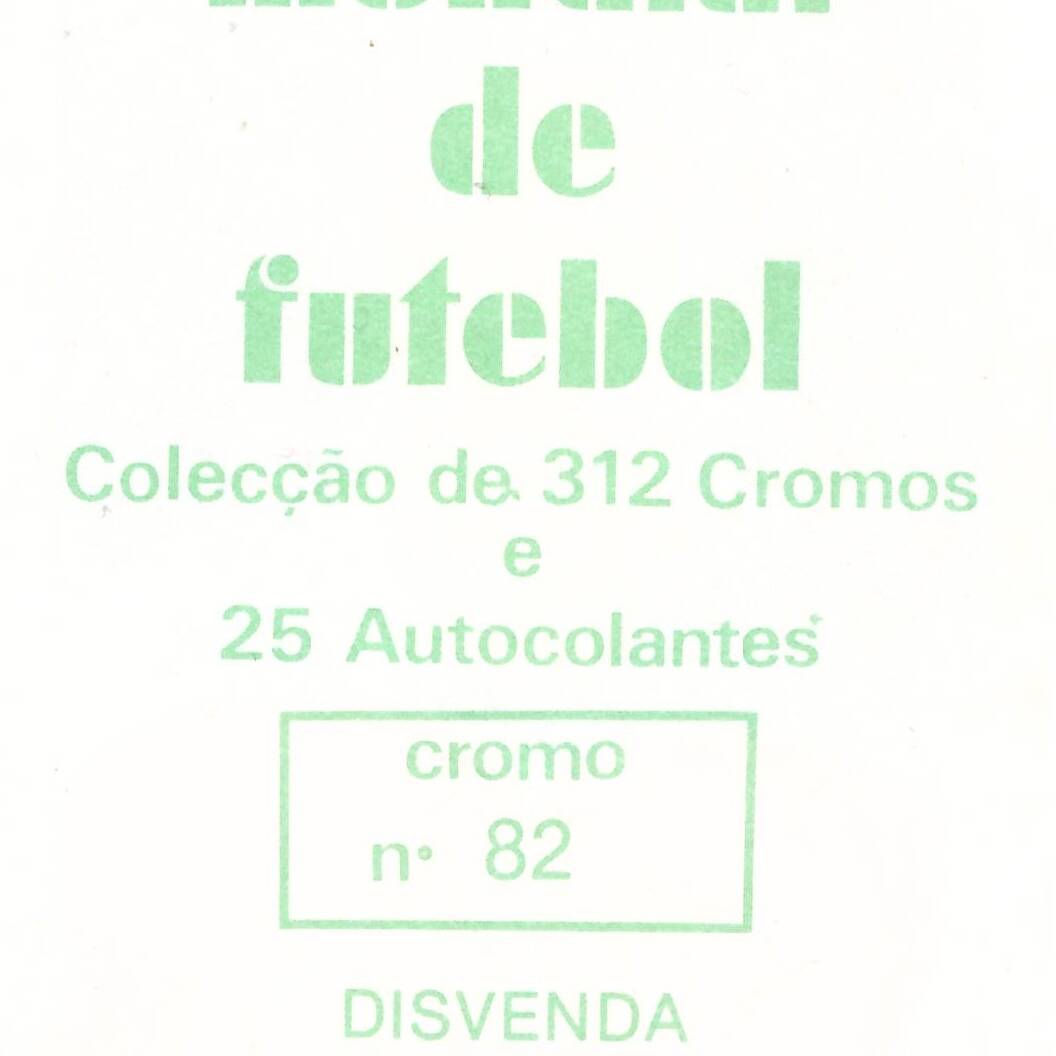 de
futebol
Colecção de 312 Cromos
e
25 Autocolantes
cromo
nº 82
DISVENDA